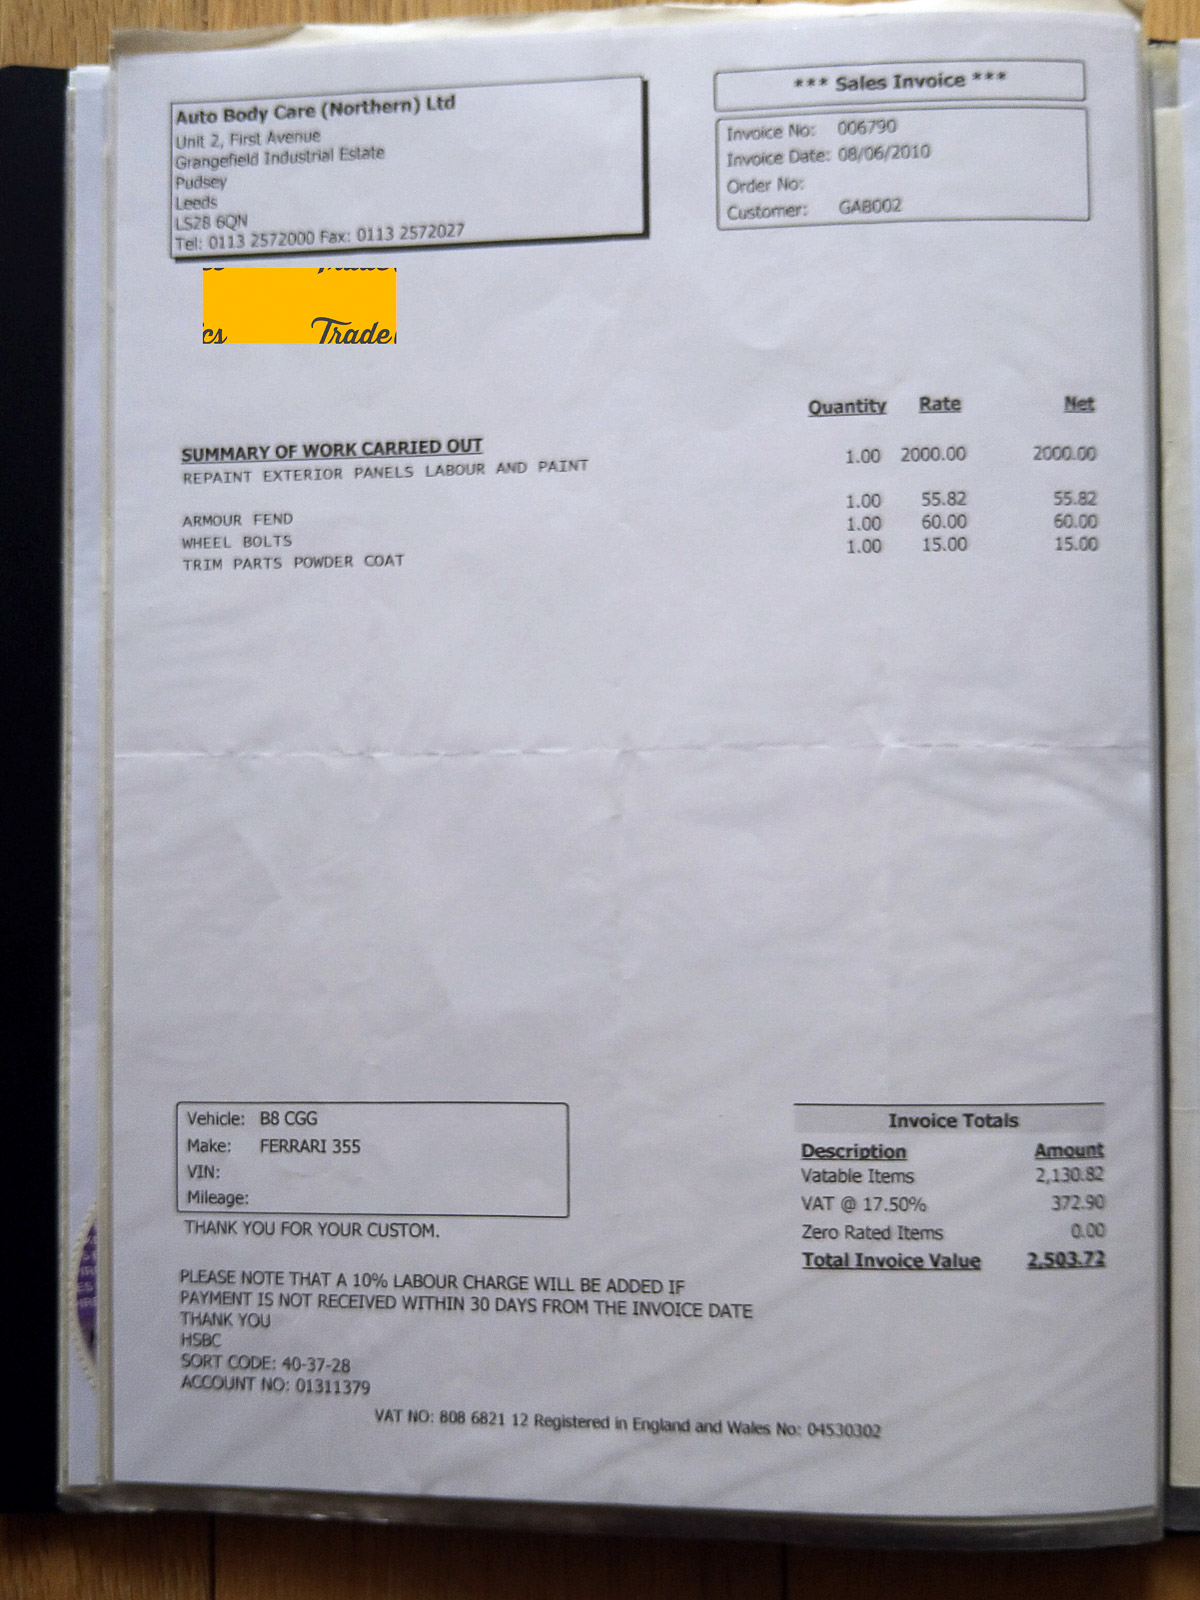 Auto Body Care (Northern) Ltd
Unit 2, First Avenue
Grangefield Industrial Estate
Pudsey
Leeds
LS28 6QN
Tel: 0113 2572000 Fax: 0113 2572027
*** Sales Invoice ***
Invoice No: 006790
Invoice Date: 08/06/2010
Order No:
Customer: GAB002
cs Trade
Quantity Rate Net
SUMMARY OF WORK CARRIED OUT
REPAINT EXTERIOR PANELS LABOUR AND PAINT 1.00 2000.00 2000.00
ARMOUR FEND 1.00 55.82 55.82
WHEEL BOLTS 1.00 60.00 60.00
TRIM PARTS POWDER COAT 1.00 15.00 15.00
Vehicle: B8 CGG
Make: FERRARI 355
VIN:
Mileage:
THANK YOU FOR YOUR CUSTOM.
Invoice Totals
Description Amount
Vatable Items 2,130.82
VAT @ 17.50% 372.90
Zero Rated Items 0.00
Total Invoice Value 2,503.72
PLEASE NOTE THAT A 10% LABOUR CHARGE WILL BE ADDED IF
PAYMENT IS NOT RECEIVED WITHIN 30 DAYS FROM THE INVOICE DATE
THANK YOU
HSBC
SORT CODE: 40-37-28
ACCOUNT NO: 01311379
VAT NO: 808 6821 12 Registered in England and Wales No: 04530302